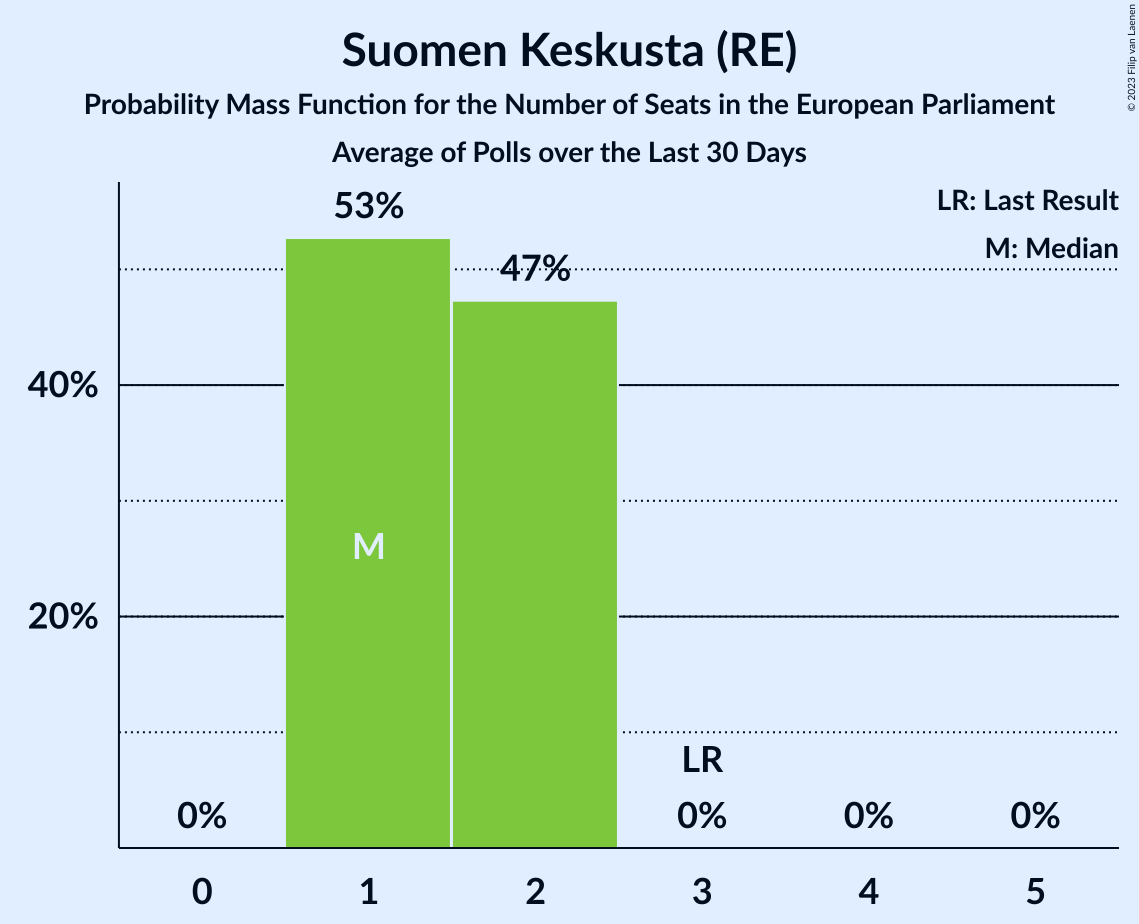 Suomen Keskusta (RE)
Probability Mass Function for the Number of Seats in the European Parliament
Average of Polls over the Last 30 Days
© 2023 Filip van Laenen
LR: Last Result
M: Median
53%
47%
40%
M
20%
LR
0%
0%
0%
0%
0
1
2
3
4
5